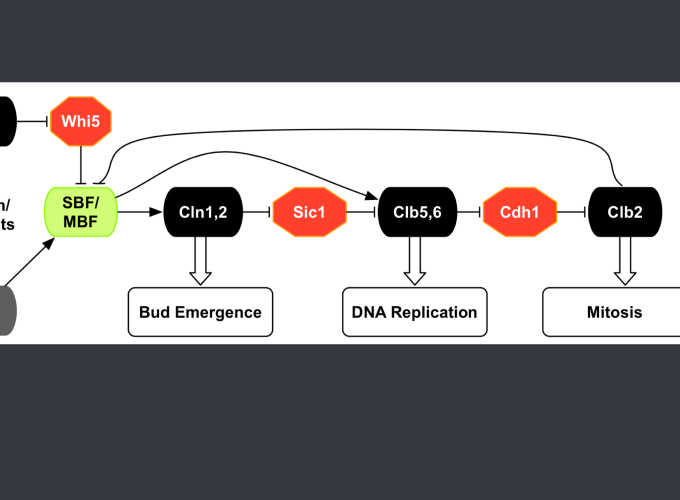 Whi5
n/
ts
SBF/
MBF
Cln1,2
Sic1
Clb5,6
Cdh1
Clb2
Bud Emergence
DNA Replication
Mitosis